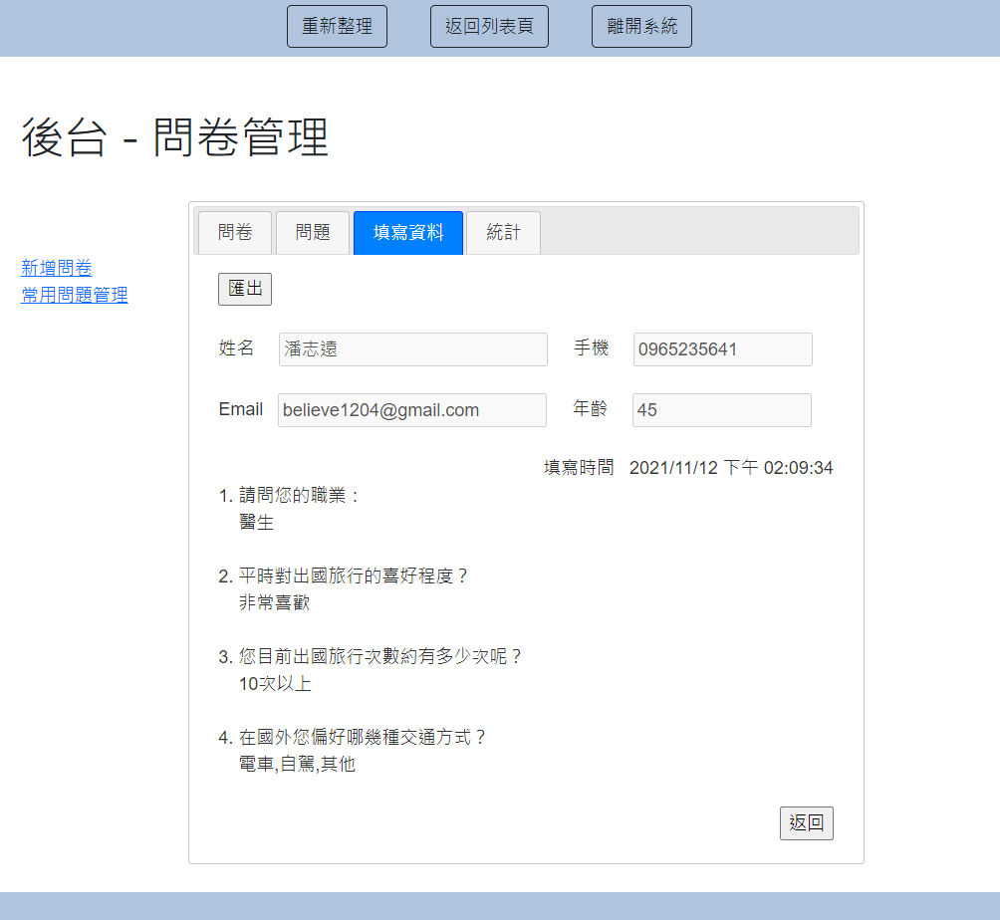 重新整理 返回列表頁 離開系統
後台 - 問卷管理
問卷 問題 填寫資料 統計
新增問卷
常用問題管理
匯出
姓名 潘志遠 手機 0965235641
Email believe1204@gmail.com 年齡 45
填寫時間 2021/11/12 下午 02:09:34
1. 請問您的職業：
醫生
2. 平時對出國旅行的喜好程度？
非常喜歡
3. 您目前出國旅行次數約有多少次呢？
10次以上
4. 在國外您偏好哪幾種交通方式？
電車,自駕,其他
返回